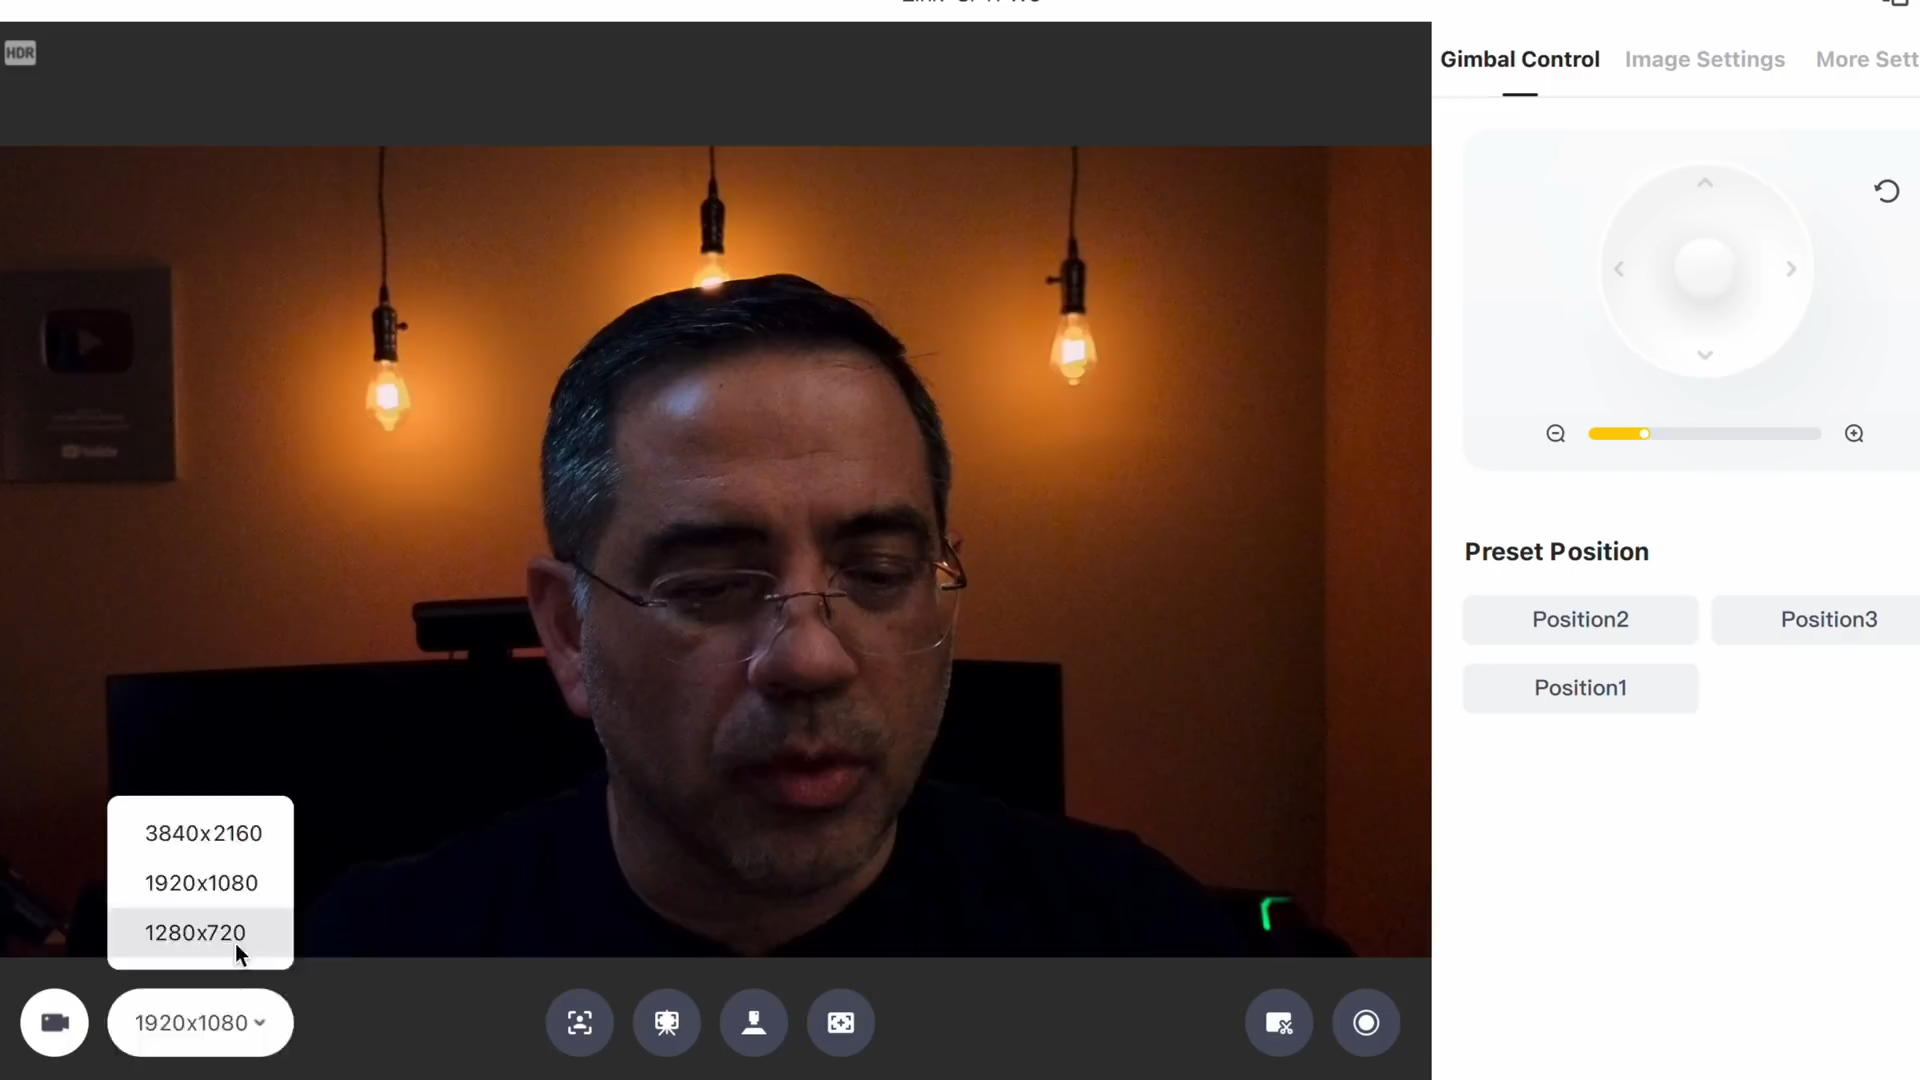 HDR
Gimbal Control Image Settings More Sett
Preset Position
Position2 Position3
Position1
3840x2160
1920x1080
1280x720
1920x1080